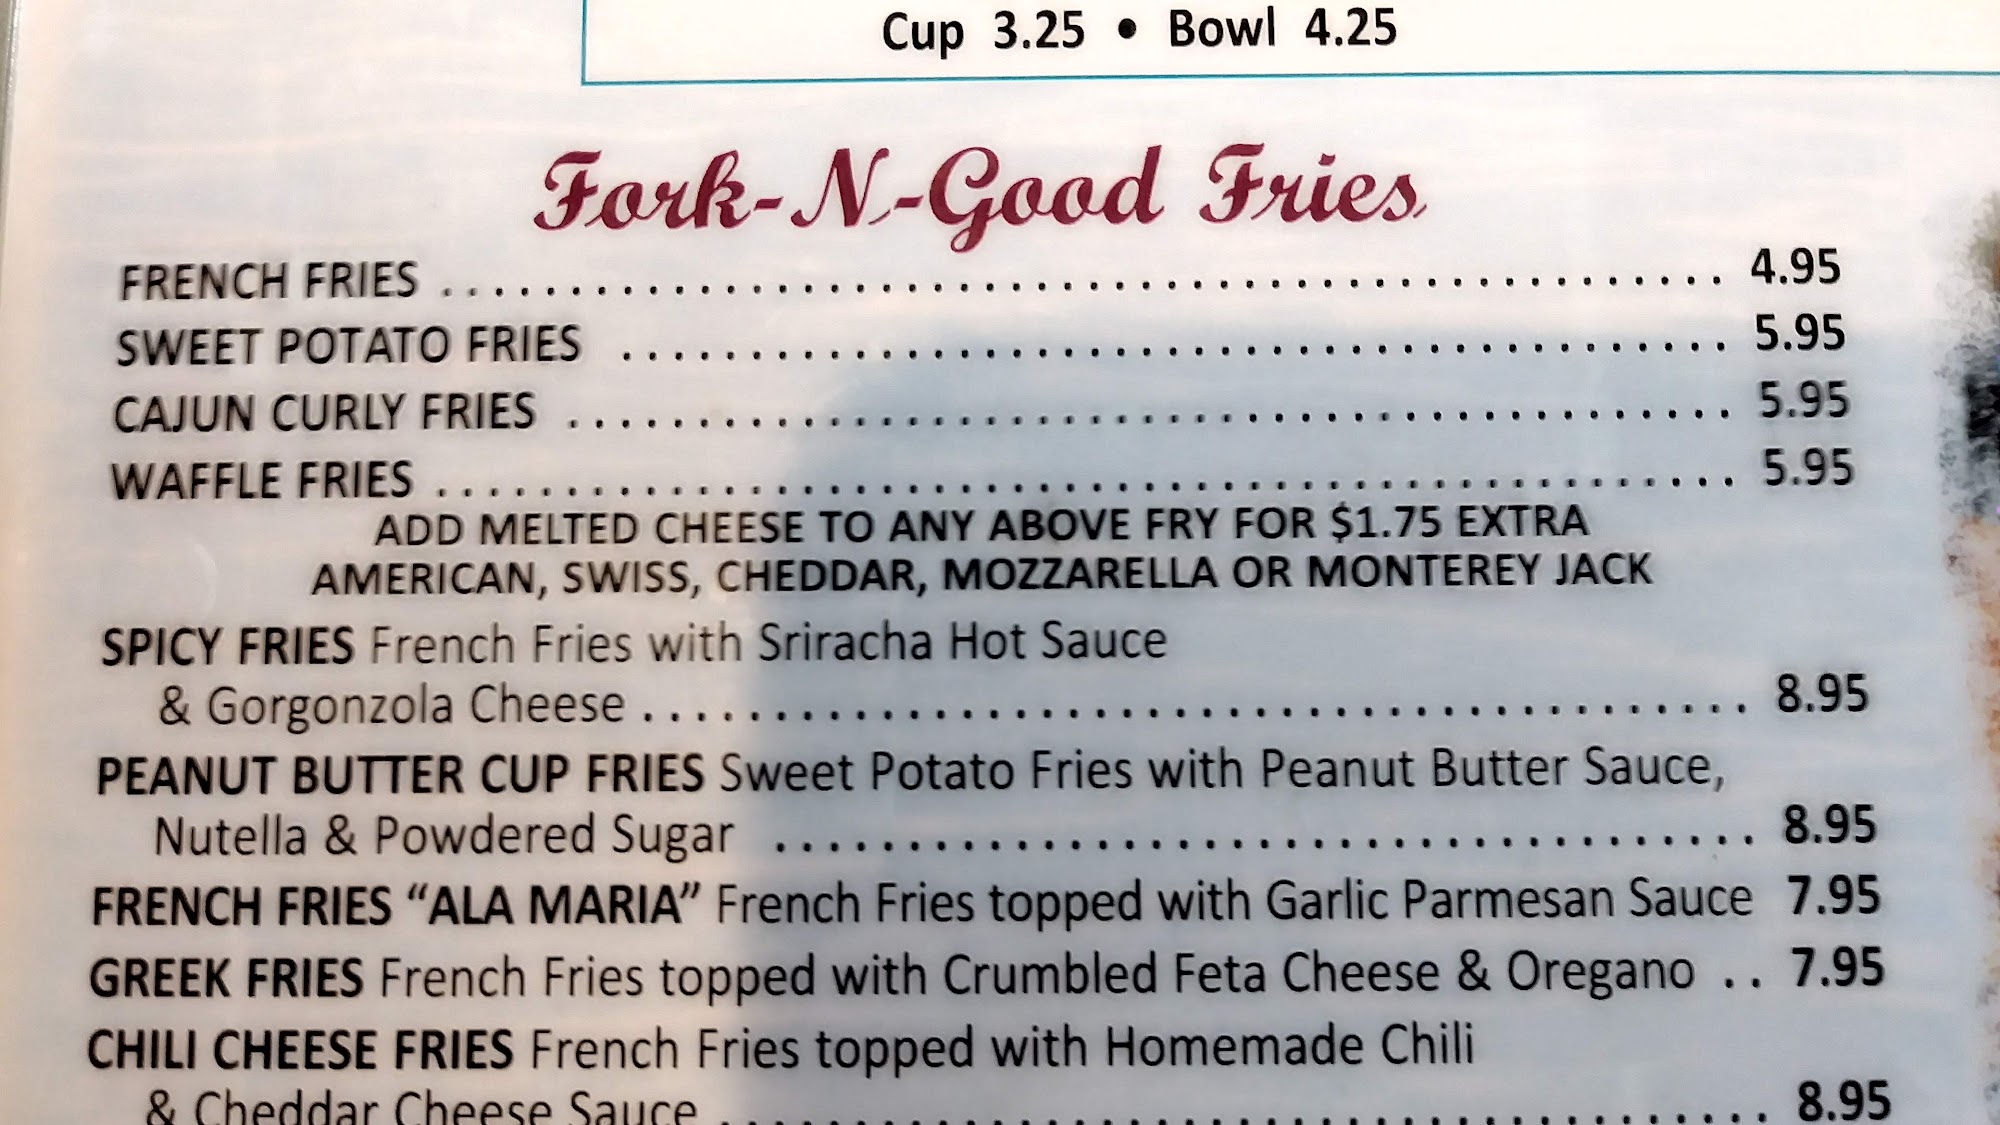 Cup 3.25 • Bowl 4.25
Fork-N-Good Fries
FRENCH FRIES ................................................. 4.95
SWEET POTATO FRIES ........................................... 5.95
CAJUN CURLY FRIES ............................................. 5.95
WAFFLE FRIES .................................................. 5.95
ADD MELTED CHEESE TO ANY ABOVE FRY FOR $1.75 EXTRA
AMERICAN, SWISS, CHEDDAR, MOZZARELLA OR MONTEREY JACK
SPICY FRIES French Fries with Sriracha Hot Sauce
& Gorgonzola Cheese .......................................... 8.95
PEANUT BUTTER CUP FRIES Sweet Potato Fries with Peanut Butter Sauce,
Nutella & Powdered Sugar ...................................... 8.95
FRENCH FRIES “ALA MARIA” French Fries topped with Garlic Parmesan Sauce 7.95
GREEK FRIES French Fries topped with Crumbled Feta Cheese & Oregano .. 7.95
CHILI CHEESE FRIES French Fries topped with Homemade Chili
& Cheddar Cheese Sauce ........................................ 8.95